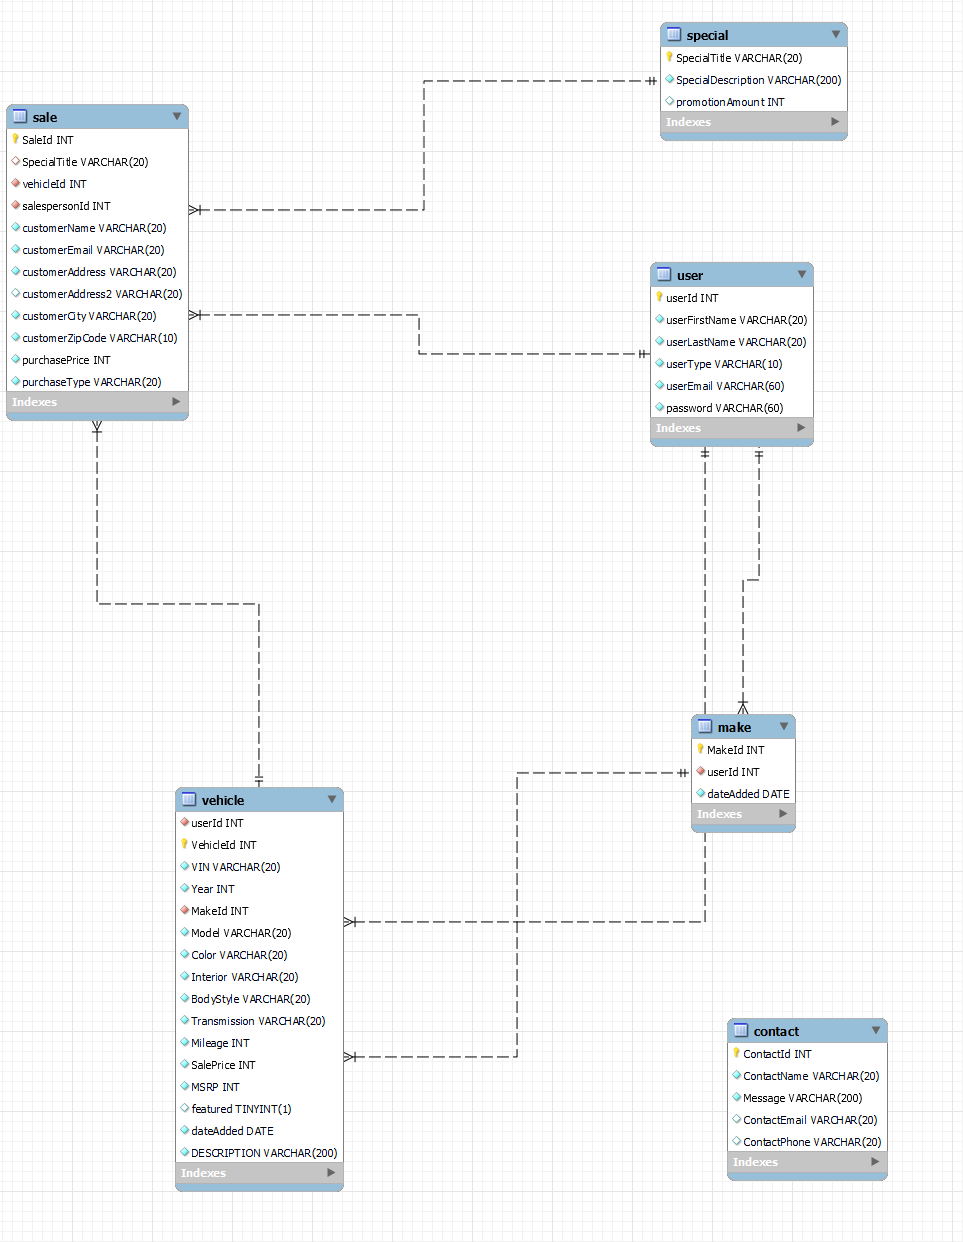 special
SpecialTitle VARCHAR(20)
SpecialDescription VARCHAR(200)
promotionAmount INT
Indexes
sale
SaleId INT
SpecialTitle VARCHAR(20)
vehicleId INT
salespersonId INT
customerName VARCHAR(20)
customerEmail VARCHAR(20)
customerAddress VARCHAR(20)
customerAddress2 VARCHAR(20)
customerCity VARCHAR(20)
customerZipCode VARCHAR(10)
purchasePrice INT
purchaseType VARCHAR(20)
Indexes
user
userId INT
userFirstName VARCHAR(20)
userLastName VARCHAR(20)
userType VARCHAR(10)
userEmail VARCHAR(60)
password VARCHAR(60)
Indexes
make
MakeId INT
userId INT
dateAdded DATE
Indexes
vehicle
userId INT
VehicleId INT
VIN VARCHAR(20)
Year INT
MakeId INT
Model VARCHAR(20)
Color VARCHAR(20)
Interior VARCHAR(20)
BodyStyle VARCHAR(20)
Transmission VARCHAR(20)
Mileage INT
SalePrice INT
MSRP INT
featured TINYINT(1)
dateAdded DATE
DESCRIPTION VARCHAR(200)
Indexes
contact
ContactId INT
ContactName VARCHAR(20)
Message VARCHAR(200)
ContactEmail VARCHAR(20)
ContactPhone VARCHAR(20)
Indexes